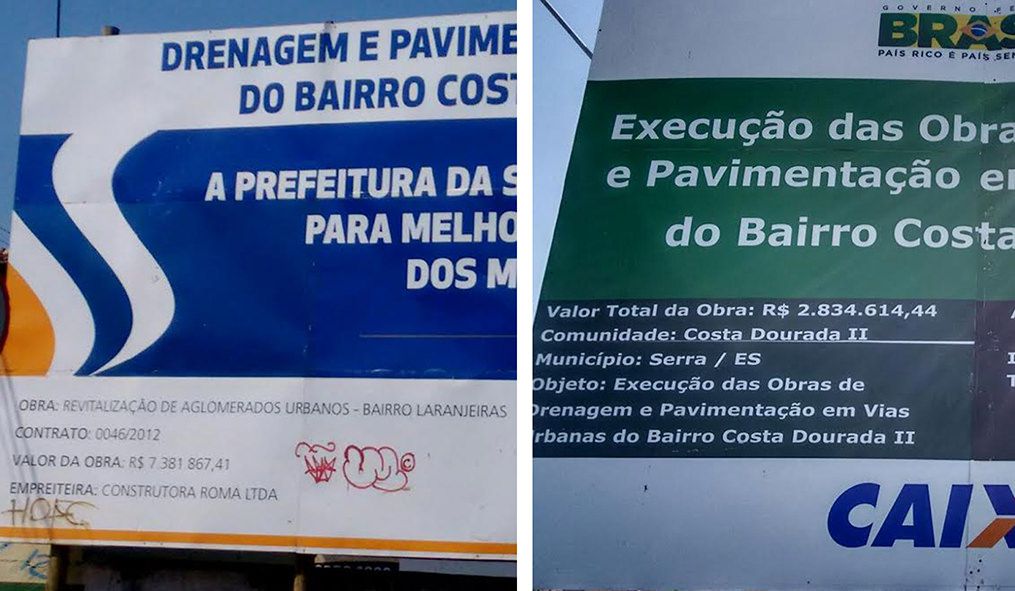 DRENAGEM E PAVIME
DO BAIRRO COST
A PREFEITURA DA S
PARA MELHO
DOS M
OBRA: REVITALIZAÇÃO DE AGLOMERADOS URBANOS - BAIRRO LARANJEIRAS
CONTRATO: 0046/2012
VALOR DA OBRA: R$ 7.381 867,41
EMPREITEIRA: CONSTRUTORA ROMA LTDA
GOVERNO FE
BRAS
PAÍS RICO É PAÍS SEM
Execução das Obra
e Pavimentação e
do Bairro Costa
Valor Total da Obra: R$ 2.834.614,44
Comunidade: Costa Dourada II
Município: Serra / ES
Objeto: Execução das Obras de
Drenagem e Pavimentação em Vias
Urbanas do Bairro Costa Dourada II
CAIX